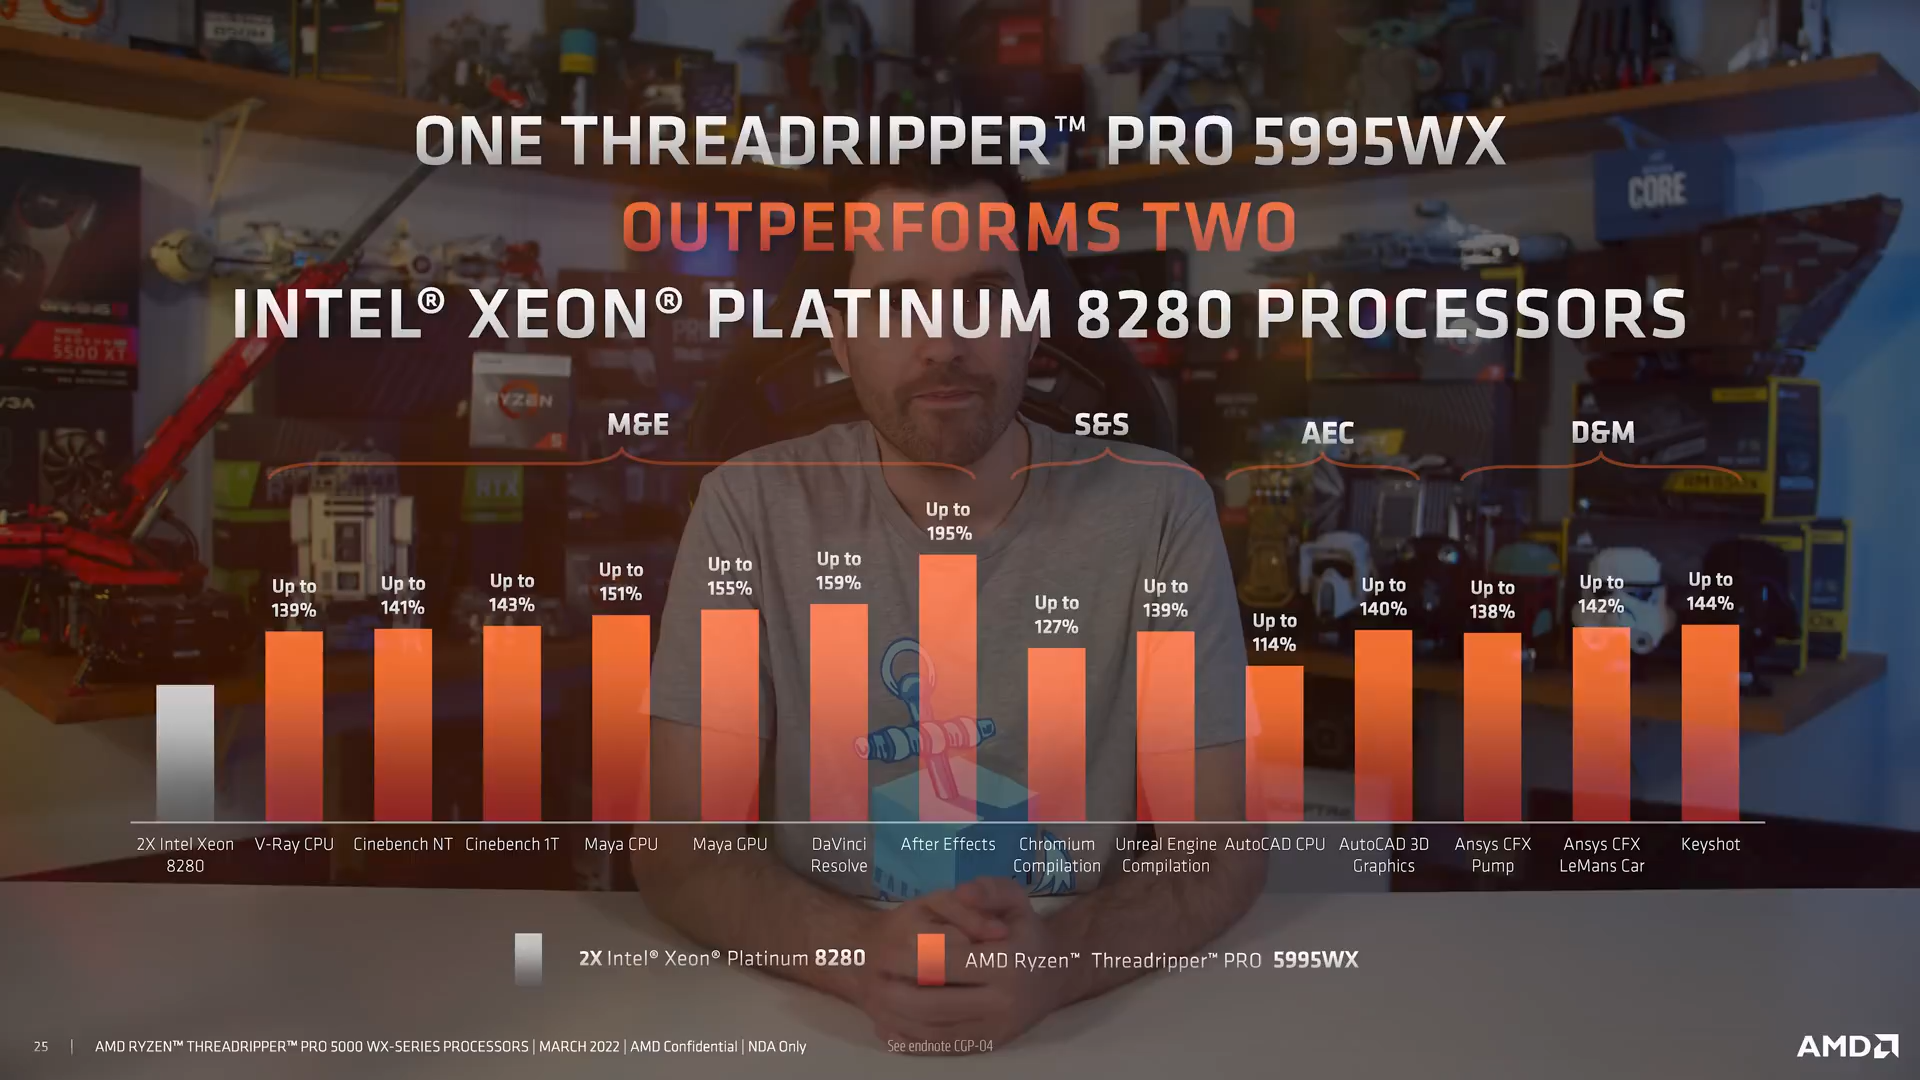 ONE THREADRIPPER™ PRO 5995WX
OUTPERFORMS TWO
INTEL® XEON® PLATINUM 8280 PROCESSORS
CORE
5500 XT
RYZEN
RTX
M&E
S&S
AEC
D&M
Up to
139%
Up to
141%
Up to
143%
Up to
151%
Up to
155%
Up to
159%
Up to
195%
Up to
127%
Up to
139%
Up to
114%
Up to
140%
Up to
138%
Up to
142%
Up to
144%
2X Intel Xeon
8280
V-Ray CPU
Cinebench NT
Cinebench 1T
Maya CPU
Maya GPU
DaVinci
Resolve
After Effects
Chromium
Compilation
Unreal Engine
Compilation
AutoCAD CPU
AutoCAD 3D
Graphics
Ansys CFX
Pump
Ansys CFX
LeMans Car
Keyshot
2X Intel® Xeon® Platinum 8280
AMD Ryzen™ Threadripper™ PRO 5995WX
25 | AMD RYZEN™ THREADRIPPER™ PRO 5000 WX-SERIES PROCESSORS | MARCH 2022 | AMD Confidential | NDA Only
See endnote CGP-04
AMD